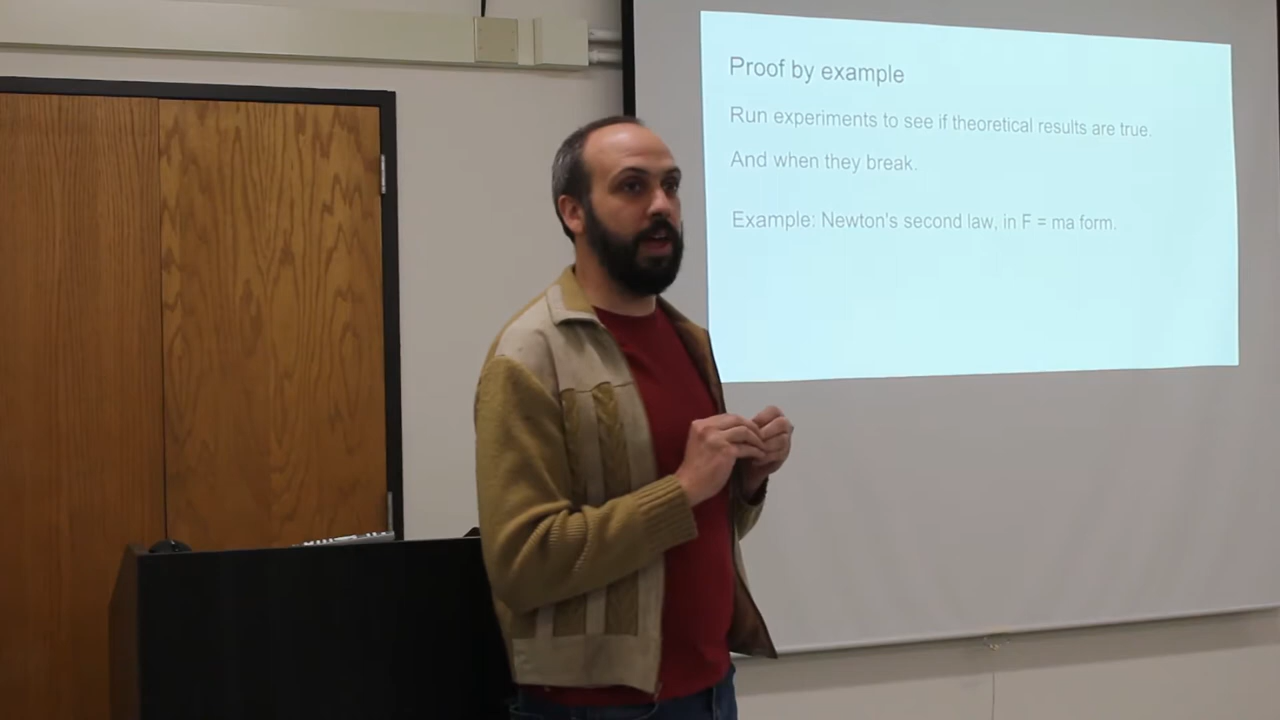 Proof by example
Run experiments to see if theoretical results are true.
And when they break.
Example: Newton's second law, in F = ma form.